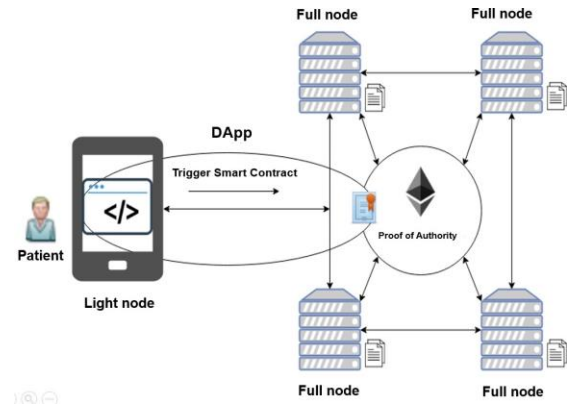 Full node
Full node
DApp
Trigger Smart Contract
</>
Proof of Authority
Patient
Light node
Full node
Full node